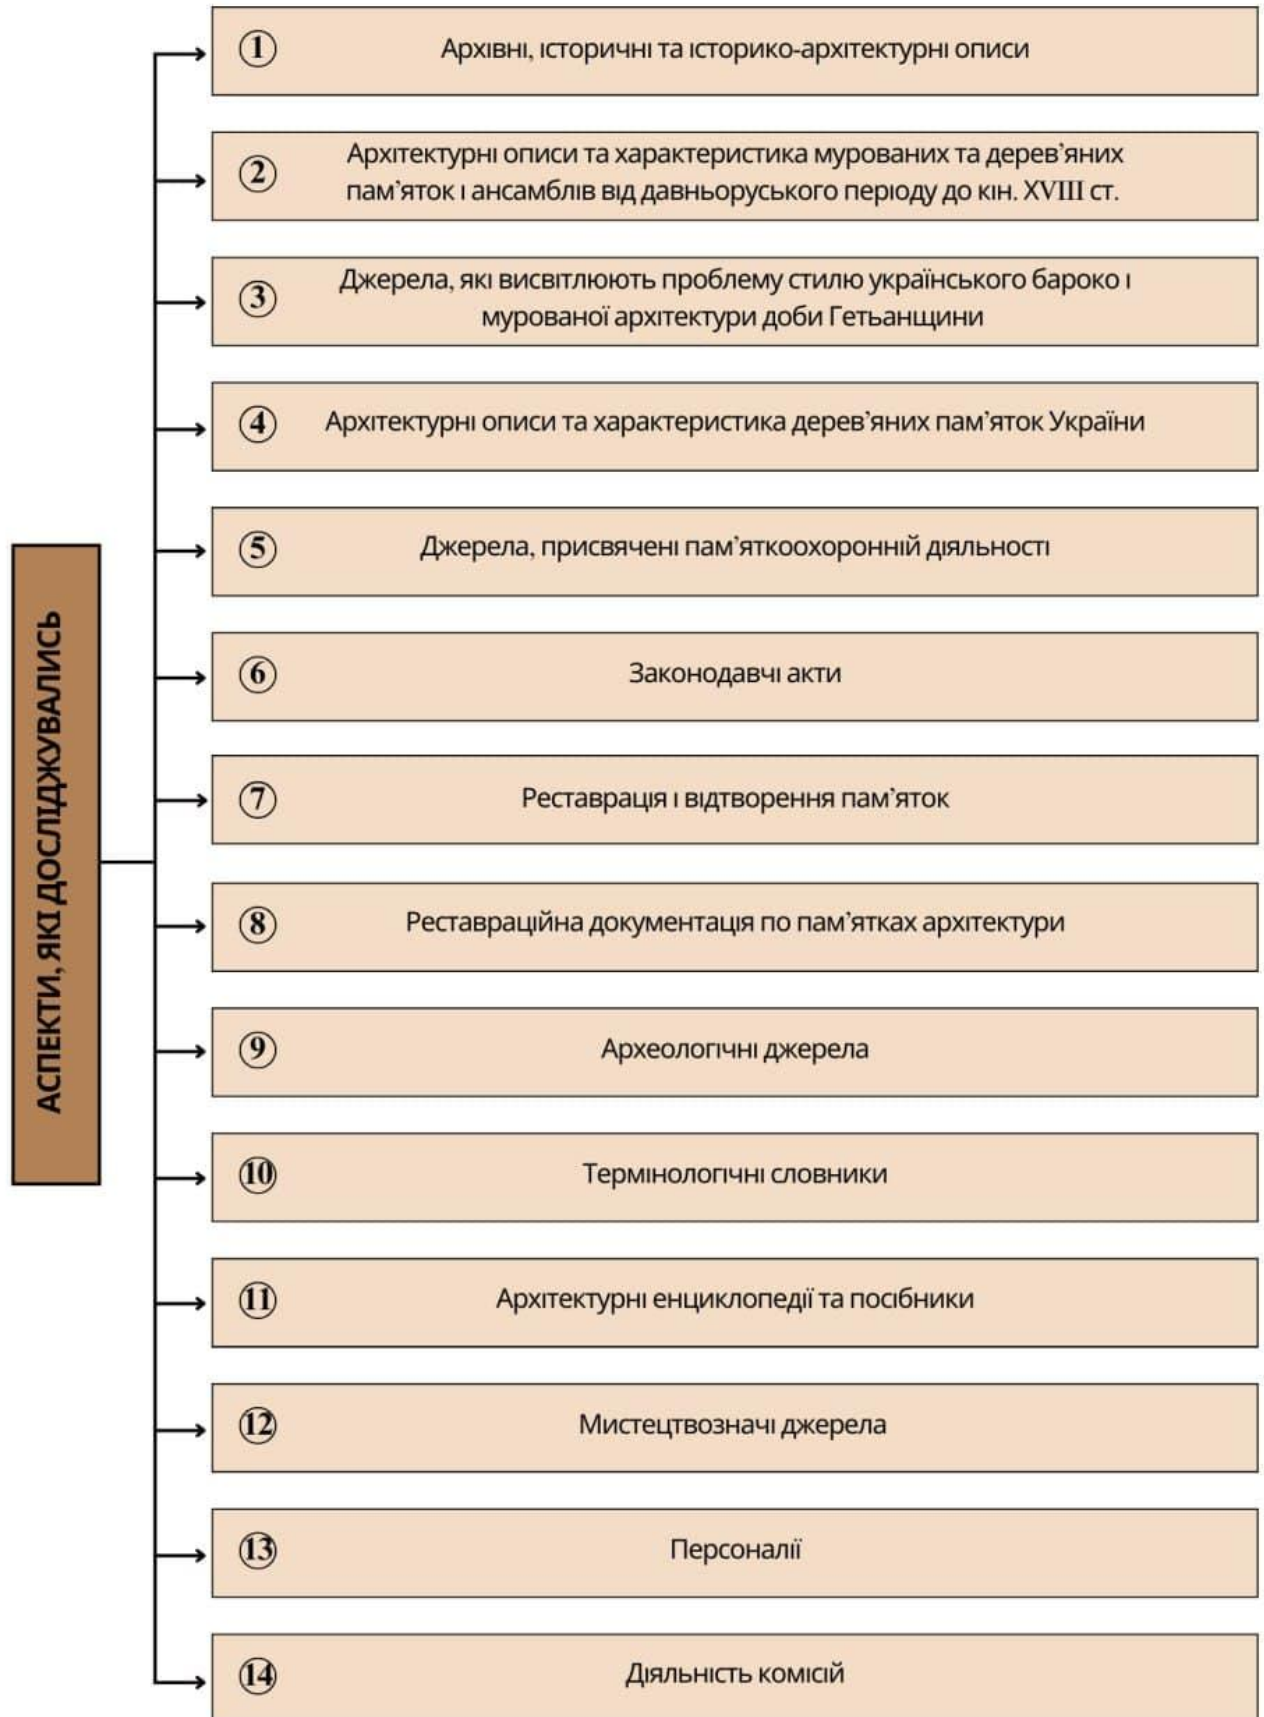 АСПЕКТИ, ЯКІ ДОСЛІДЖУВАЛИСЬ
1 Архівні, історичні та історико-архітектурні описи
2 Архітектурні описи та характеристика мурованих та дерев’яних
пам’яток і ансамблів від давньоруського періоду до кін. XVIII ст.
3 Джерела, які висвітлюють проблему стилю українського бароко і
мурованої архітектури доби Гетьанщини
4 Архітектурні описи та характеристика дерев’яних пам’яток України
5 Джерела, присвячені пам’яткоохоронній діяльності
6 Законодавчі акти
7 Реставрація і відтворення пам’яток
8 Реставраційна документація по пам’ятках архітектури
9 Археологічні джерела
10 Термінологічні словники
11 Архітектурні енциклопедії та посібники
12 Мистецтвозначі джерела
13 Персоналії
14 Діяльність комісій